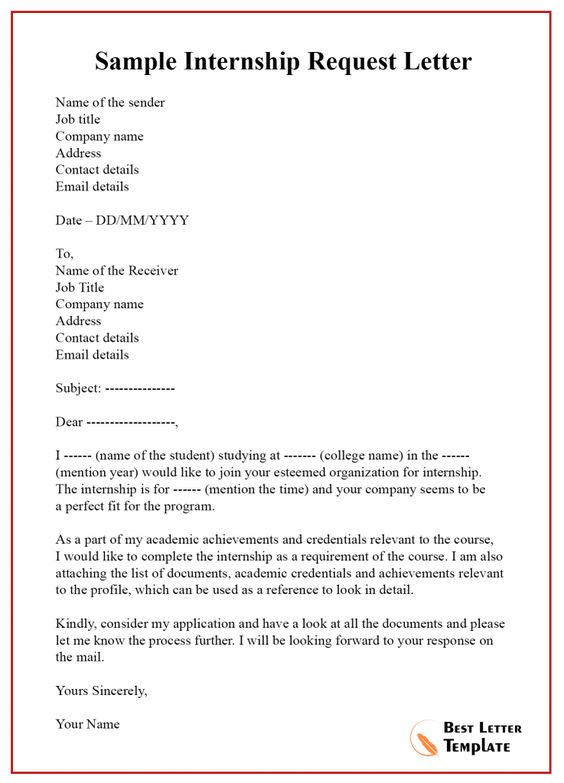 Sample Internship Request Letter
Name of the sender
Job title
Company name
Address
Contact details
Email details
Date – DD/MM/YYYY
To,
Name of the Receiver
Job Title
Company name
Address
Contact details
Email details
Subject: ---------------
Dear -------------------,
I ------ (name of the student) studying at ------- (college name) in the ------
(mention year) would like to join your esteemed organization for internship.
The internship is for ------ (mention the time) and your company seems to be
a perfect fit for the program.
As a part of my academic achievements and credentials relevant to the course,
I would like to complete the internship as a requirement of the course. I am also
attaching the list of documents, academic credentials and achievements relevant
to the profile, which can be used as a reference to look in detail.
Kindly, consider my application and have a look at all the documents and please
let me know the process further. I will be looking forward to your response on
the mail.
Yours Sincerely,
Your Name
Best Letter
Template